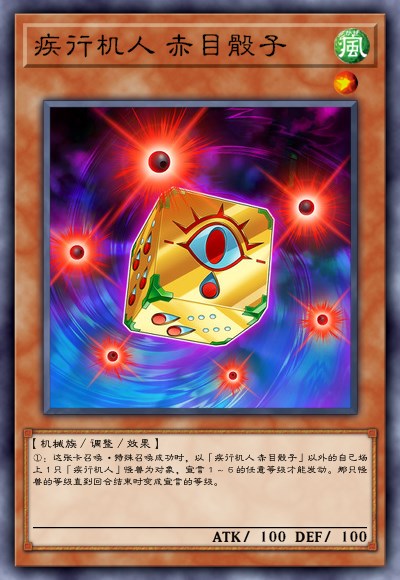 疾行机人 赤目骰子
風
【机械族／调整／效果】
①：这张卡召唤·特殊召唤成功时，以「疾行机人 赤目骰子」以外的自己场
上1只「疾行机人」怪兽为对象，宣言1～6的任意等级才能发动。那只怪
兽的等级直到回合结束时变成宣言的等级。
ATK/ 100 DEF/ 100